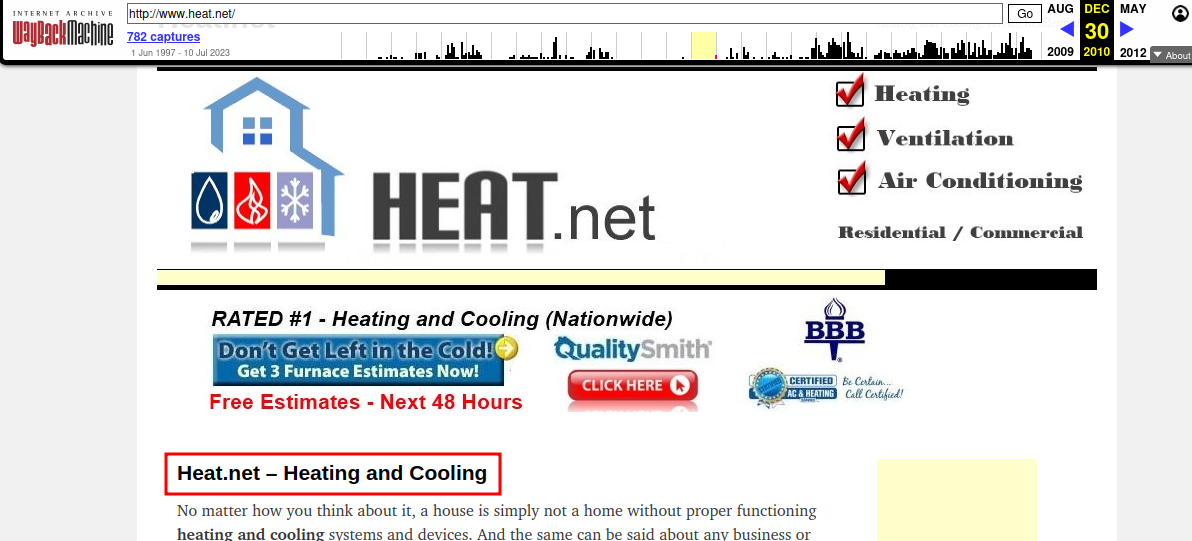 INTERNET ARCHIVE
WayBackMachine
http://www.heat.net/
Go
AUG
DEC
MAY
782 captures
30
1 Jun 1997 - 10 Jul 2023
2009
2010
2012
About
Heating
Ventilation
Air Conditioning
HEAT.net
Residential / Commercial
RATED #1 - Heating and Cooling (Nationwide)
BBB
Don't Get Left in the Cold!
Get 3 Furnace Estimates Now!
QualitySmith
CLICK HERE
CERTIFIED
AC & HEATING
Be Certain...
Call Certified!
Free Estimates - Next 48 Hours
Heat.net – Heating and Cooling
No matter how you think about it, a house is simply not a home without proper functioning
heating and cooling systems and devices. And the same can be said about any business or